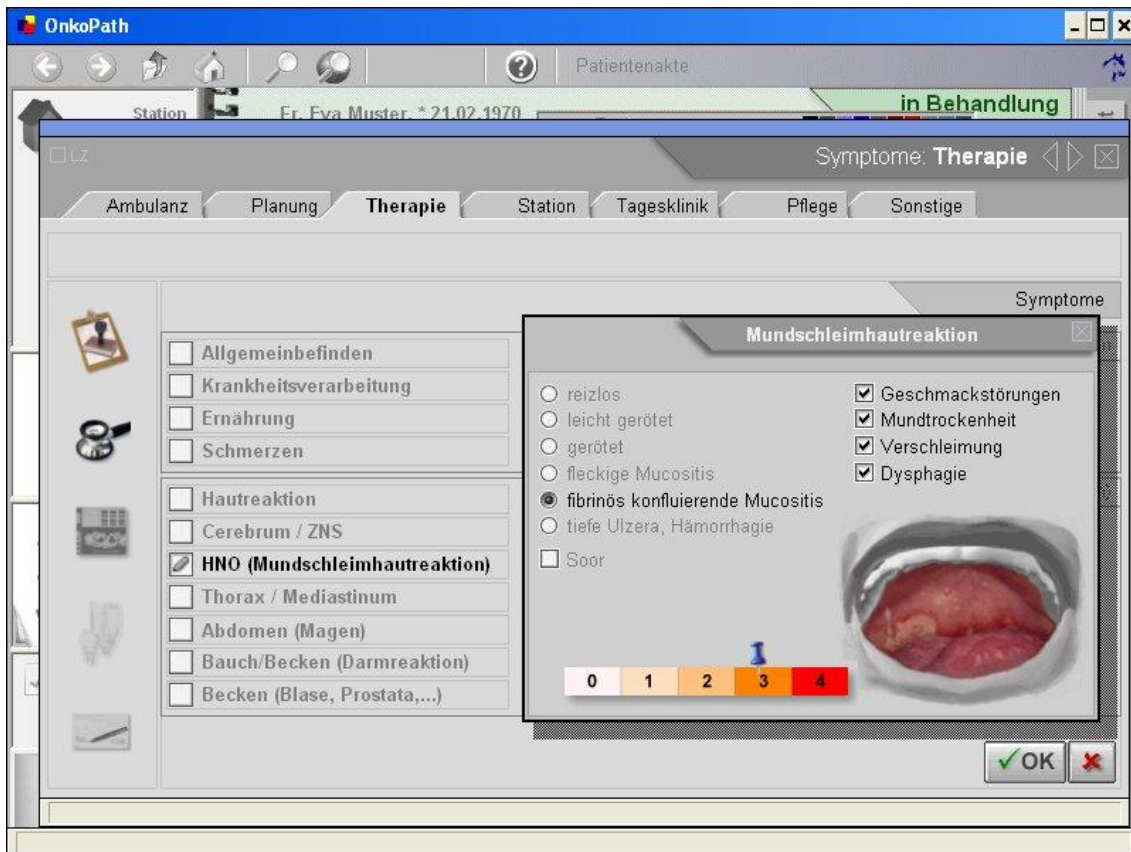 OnkoPath
Patientenakte
Station
Fr. Eva Muster, * 21.02.1970
in Behandlung
LZ
Symptome: Therapie
Ambulanz
Planung
Therapie
Station
Tagesklinik
Pflege
Sonstige
Symptome
Allgemeinbefinden
Krankheitsverarbeitung
Ernährung
Schmerzen
Hautreaktion
Cerebrum / ZNS
HNO (Mundschleimhautreaktion)
Thorax / Mediastinum
Abdomen (Magen)
Bauch/Becken (Darmreaktion)
Becken (Blase, Prostata,...)
Mundschleimhautreaktion
reizlos
leicht gerötet
gerötet
fleckige Mucositis
fibrinös konfluierende Mucositis
tiefe Ulzera, Hämorrhagie
Soor
Geschmackstörungen
Mundtrockenheit
Verschleimung
Dysphagie
0 1 2 3 4
OK